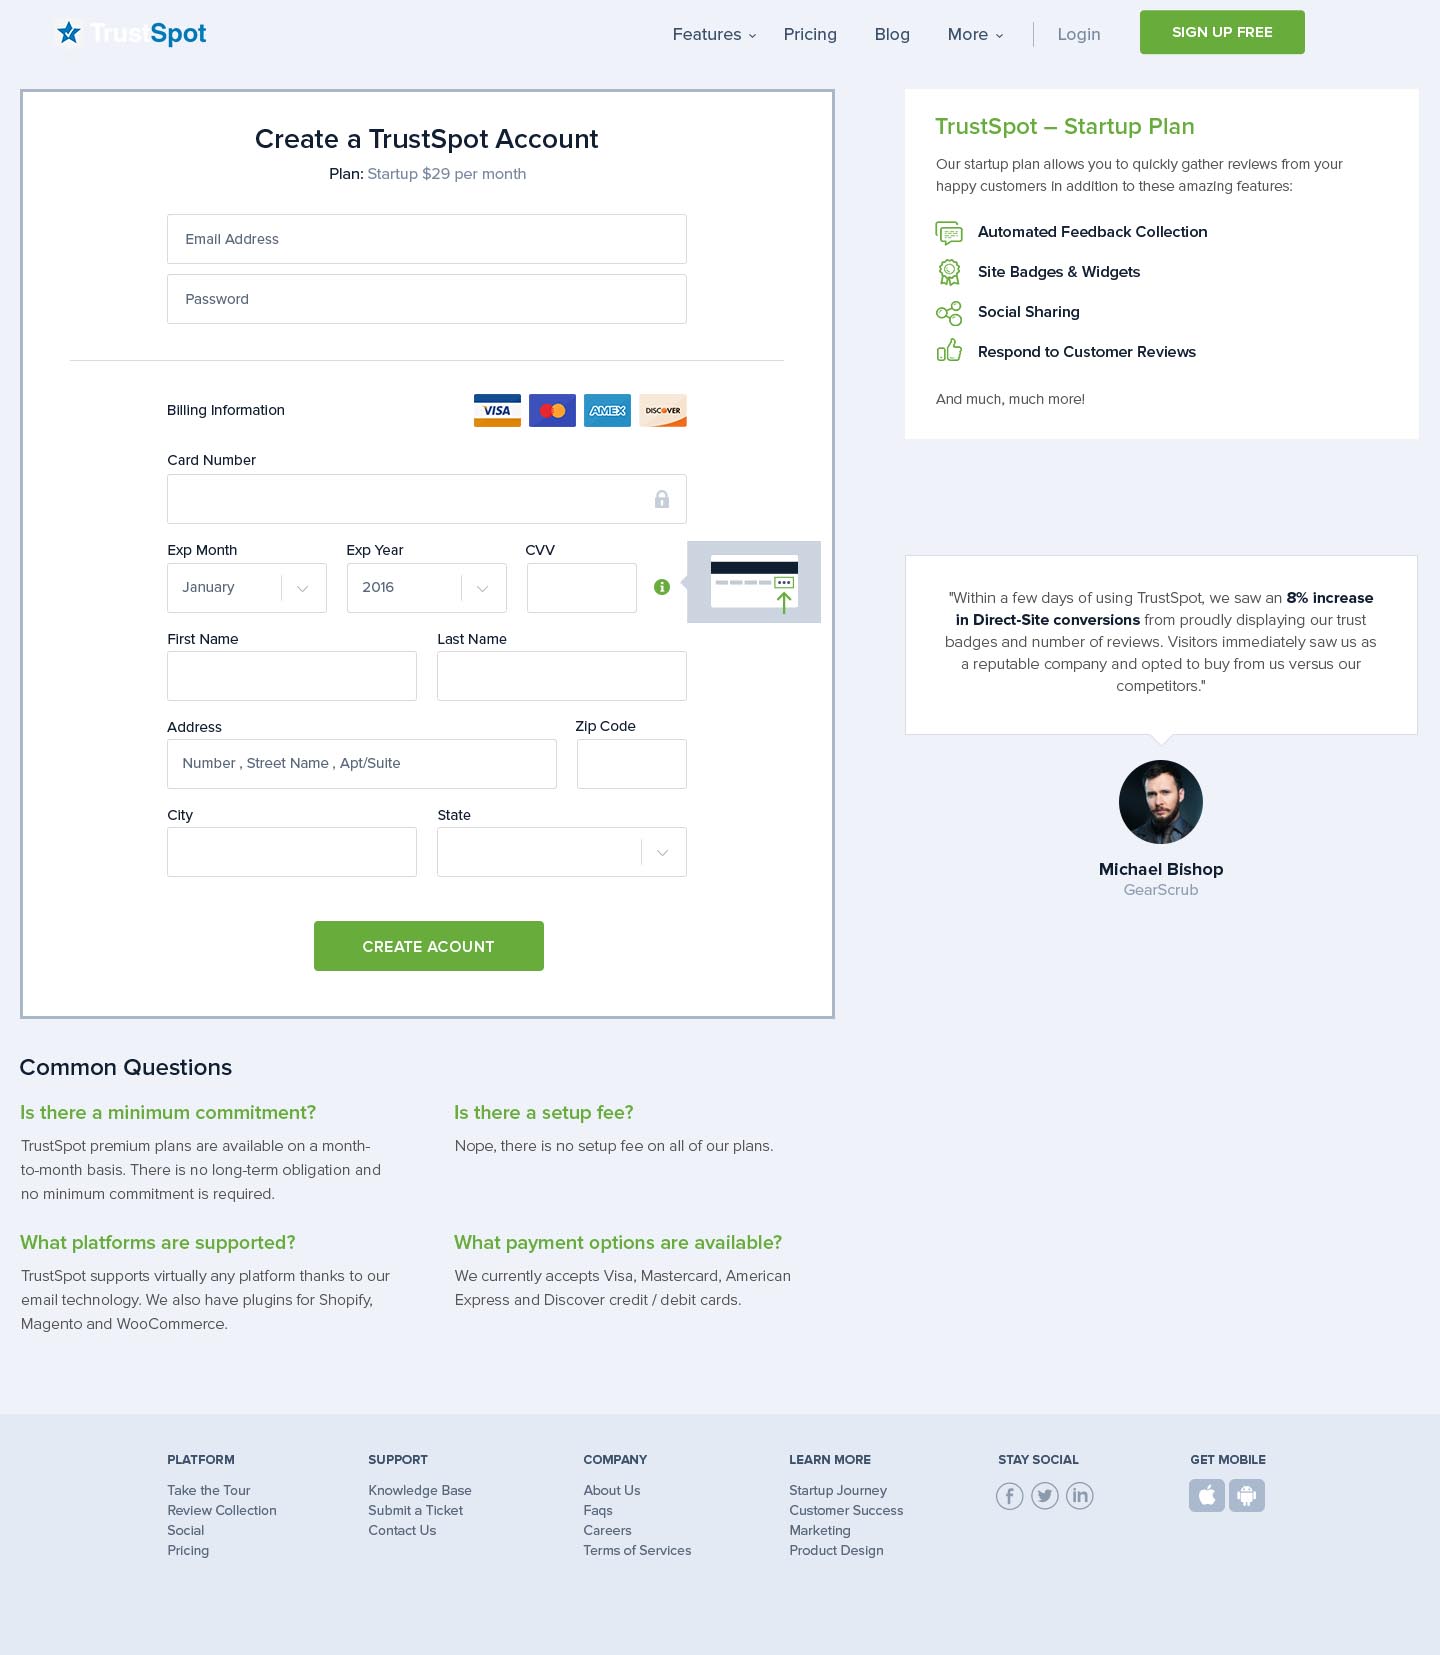 TrustSpot
Features
Pricing
Blog
More
Login
SIGN UP FREE
Create a TrustSpot Account
Plan: Startup $29 per month
Email Address
Password
Billing Information
VISA
AMEX
DISCOVER
Card Number
Exp Month
Exp Year
CVV
January
2016
First Name
Last Name
Address
Zip Code
Number , Street Name , Apt/Suite
City
State
CREATE ACOUNT
TrustSpot – Startup Plan
Our startup plan allows you to quickly gather reviews from your
happy customers in addition to these amazing features:
Automated Feedback Collection
Site Badges & Widgets
Social Sharing
Respond to Customer Reviews
And much, much more!
"Within a few days of using TrustSpot, we saw an 8% increase
in Direct-Site conversions from proudly displaying our trust
badges and number of reviews. Visitors immediately saw us as
a reputable company and opted to buy from us versus our
competitors."
Michael Bishop
GearScrub
Common Questions
Is there a minimum commitment?
TrustSpot premium plans are available on a month-
to-month basis. There is no long-term obligation and
no minimum commitment is required.
Is there a setup fee?
Nope, there is no setup fee on all of our plans.
What platforms are supported?
TrustSpot supports virtually any platform thanks to our
email technology. We also have plugins for Shopify,
Magento and WooCommerce.
What payment options are available?
We currently accepts Visa, Mastercard, American
Express and Discover credit / debit cards.
PLATFORM
Take the Tour
Review Collection
Social
Pricing
SUPPORT
Knowledge Base
Submit a Ticket
Contact Us
COMPANY
About Us
Faqs
Careers
Terms of Services
LEARN MORE
Startup Journey
Customer Success
Marketing
Product Design
STAY SOCIAL
GET MOBILE